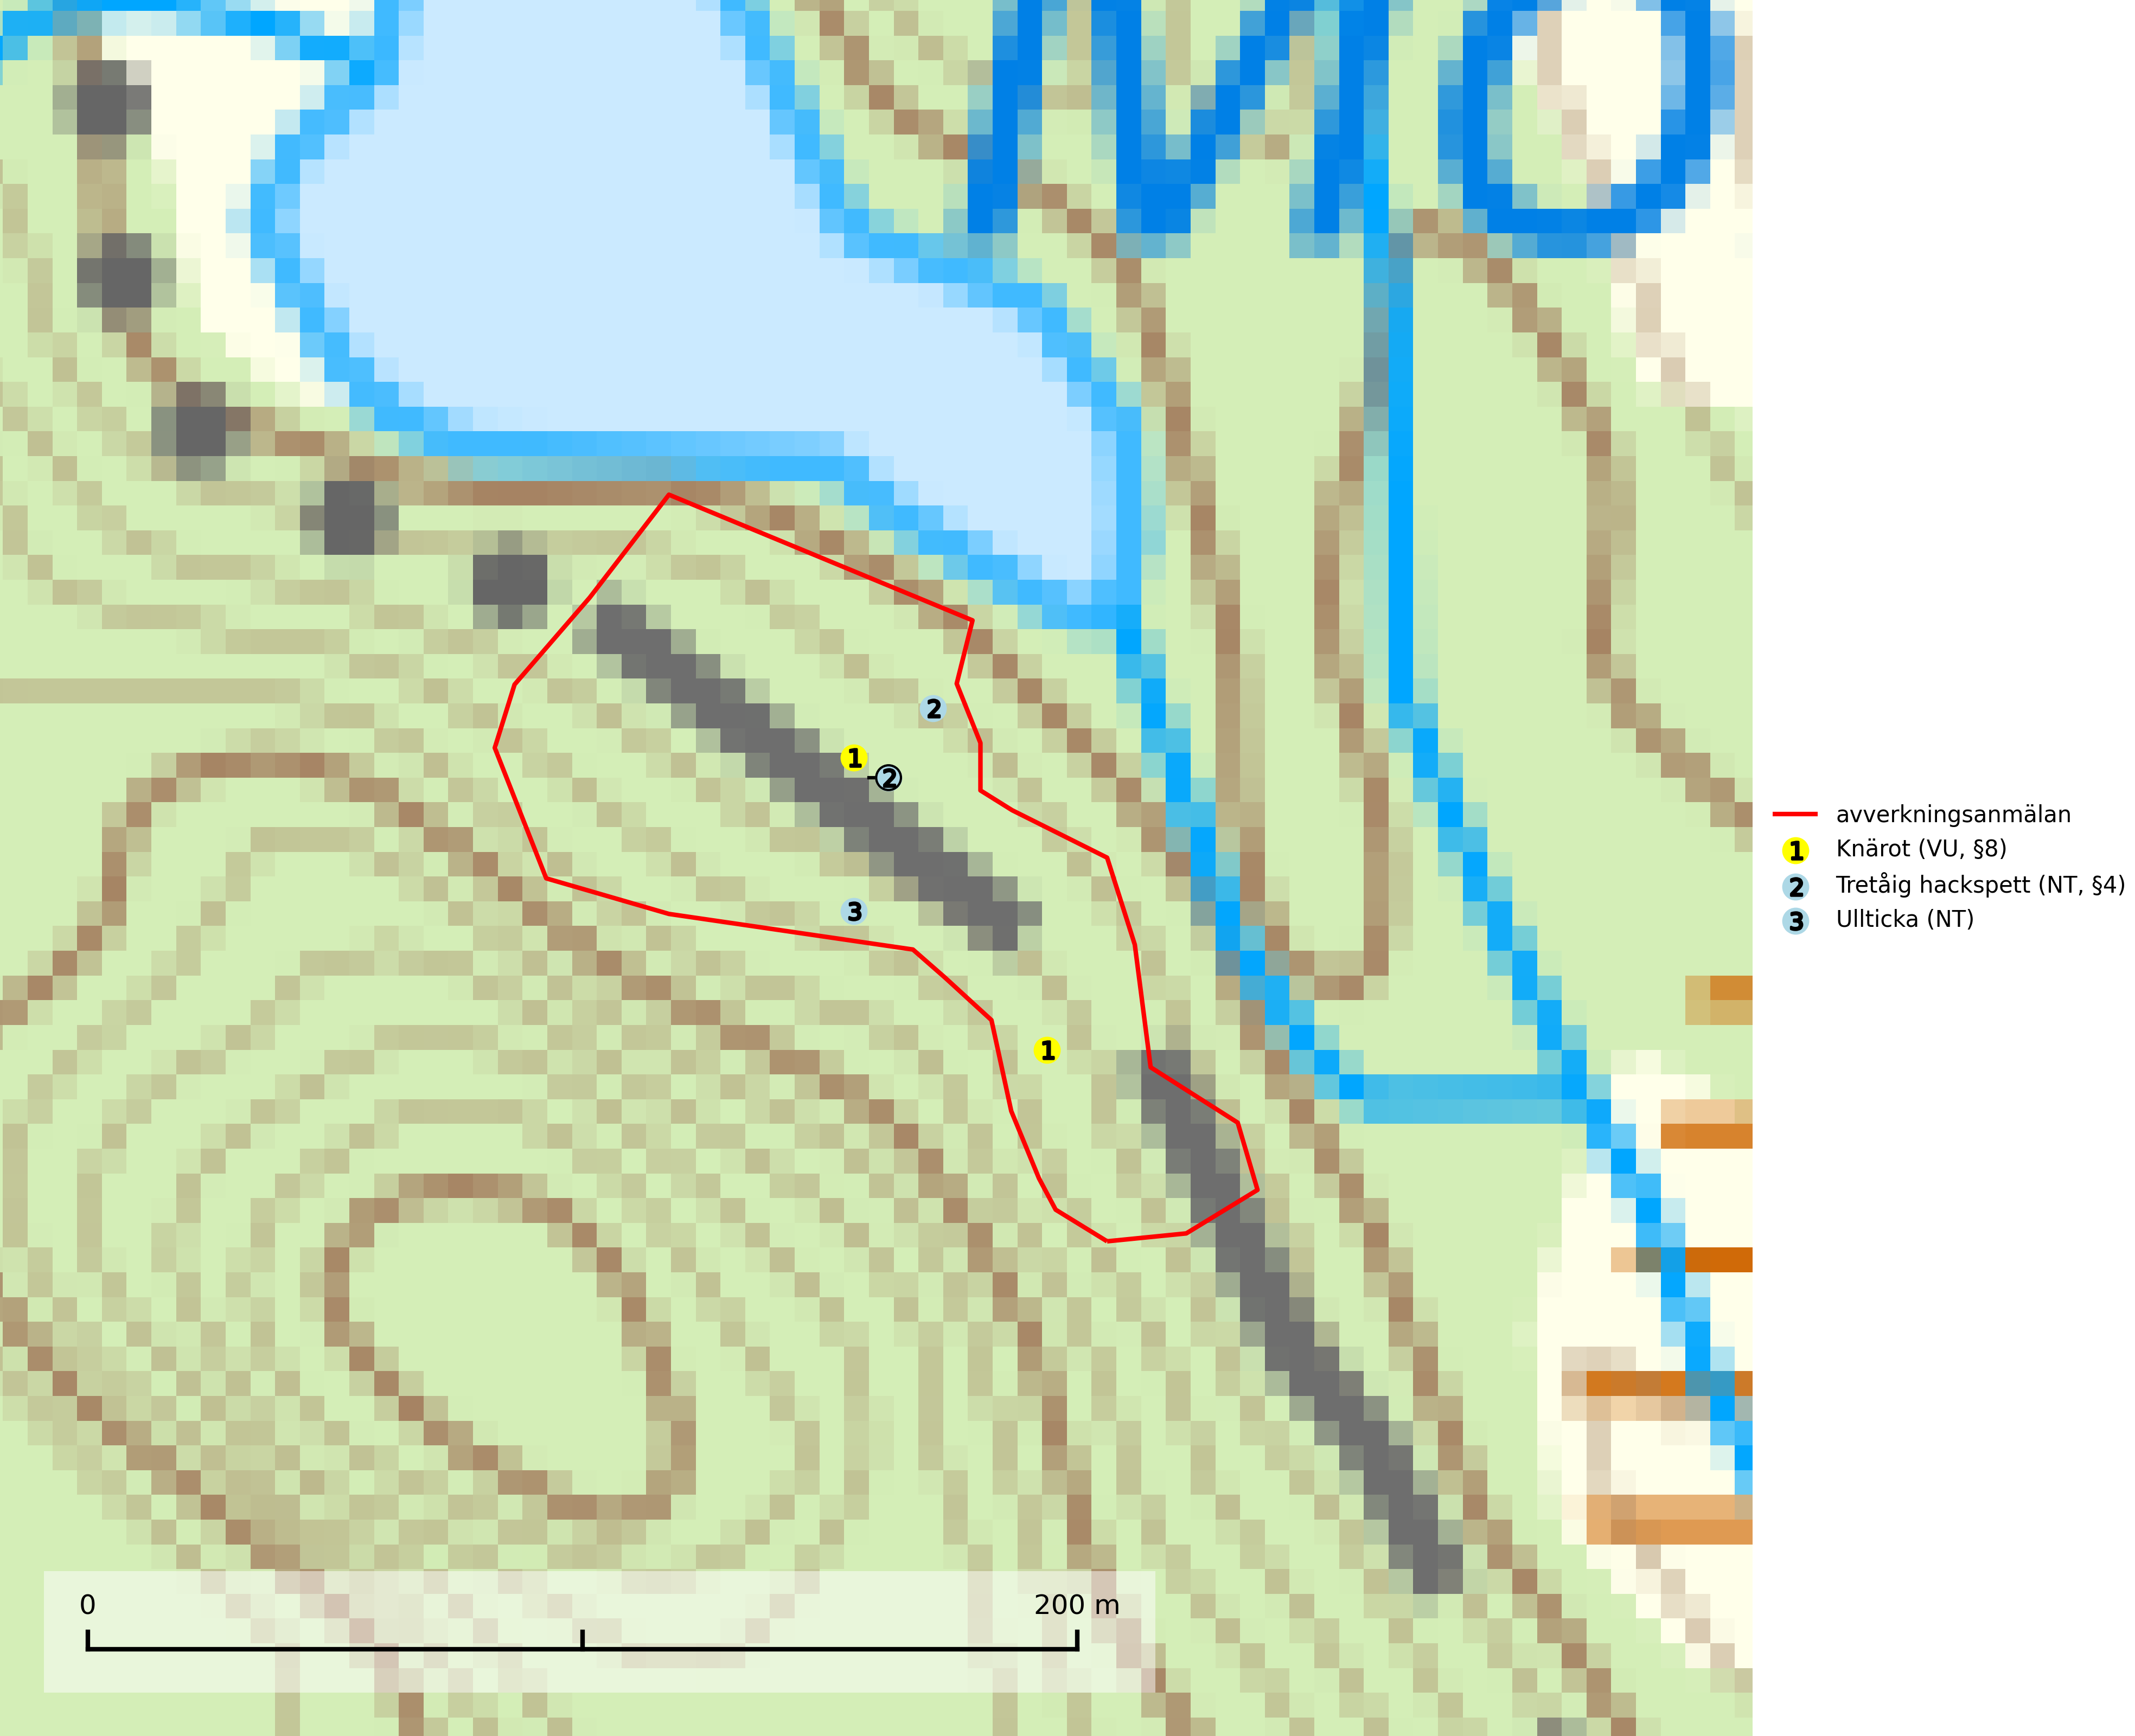 2
1
2
3
1
avverkningsanmälan
1 Knärot (VU, §8)
2 Tretåig hackspett (NT, §4)
3 Ullticka (NT)
0 200 m